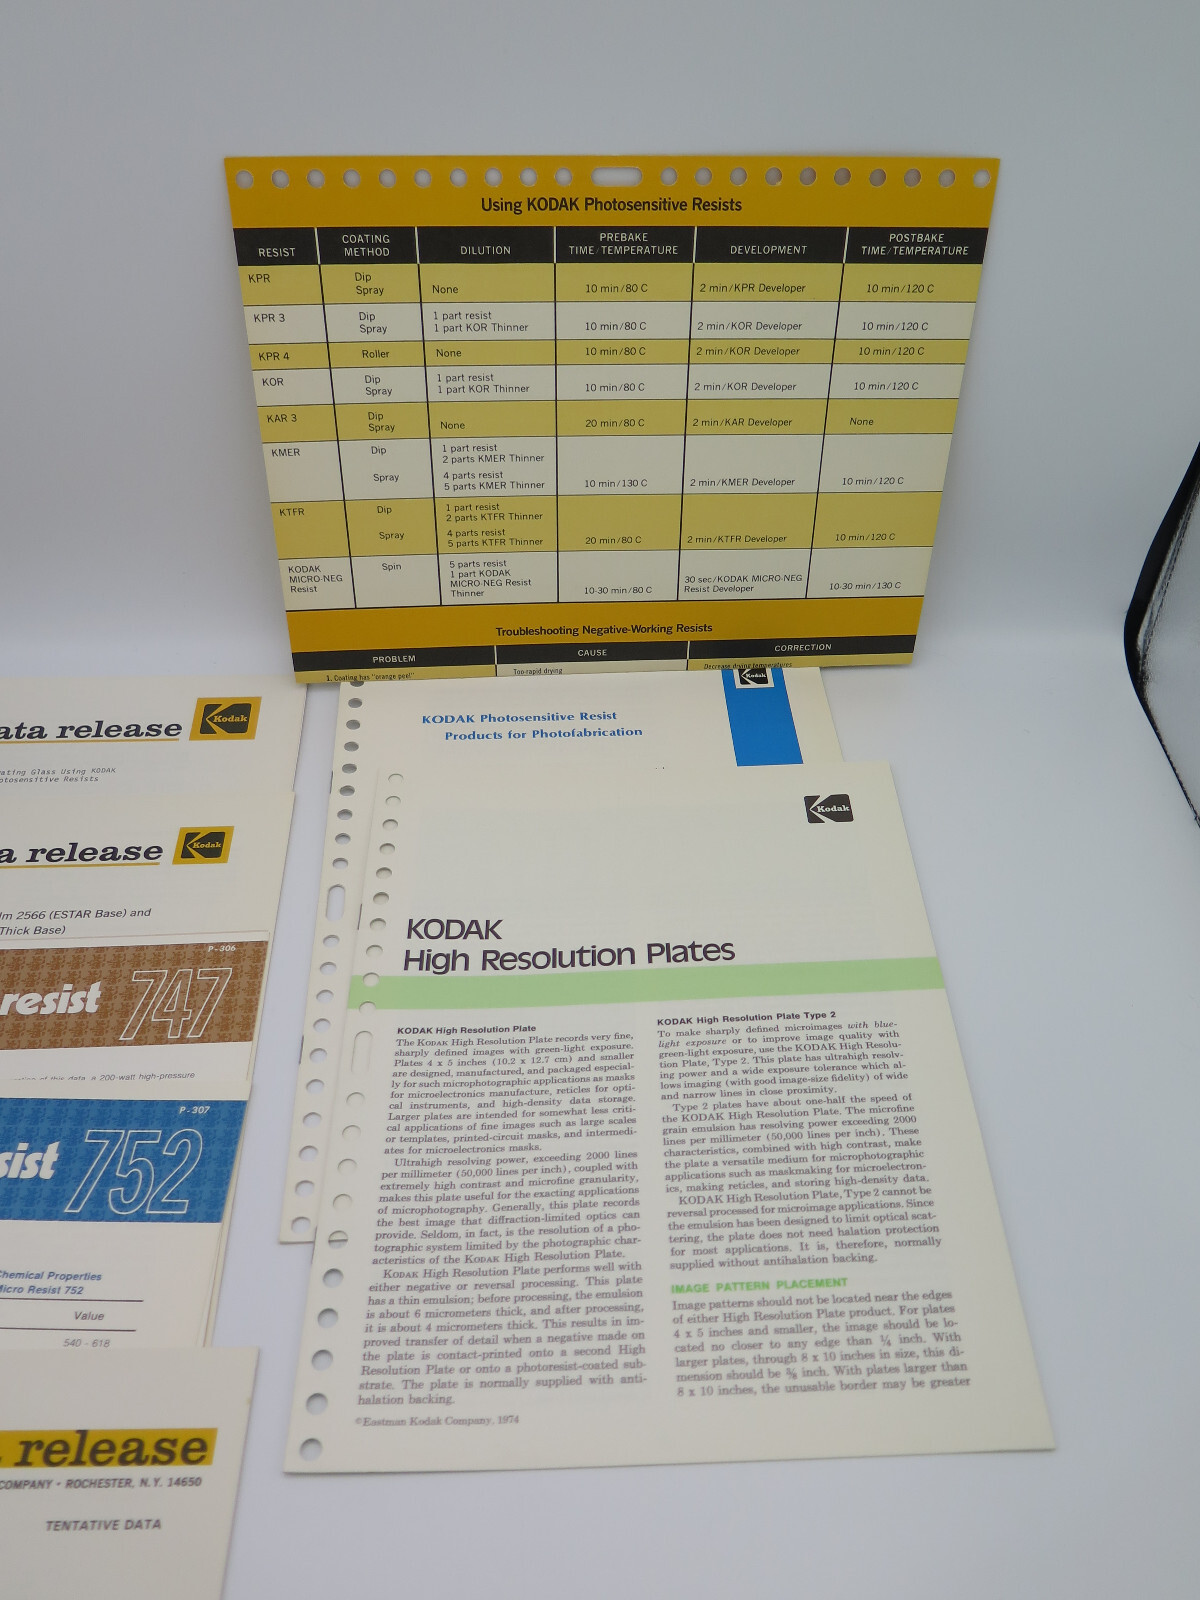 Using KODAK Photosensitive Resists
RESIST COATING METHOD DILUTION PREBAKE TIME/TEMPERATURE DEVELOPMENT POSTBAKE TIME/TEMPERATURE
KPR Dip Spray None 10 min/80 C 2 min/KPR Developer 10 min/120 C
KPR 3 Dip Spray 1 part resist 1 part KOR Thinner 10 min/80 C 2 min/KOR Developer 10 min/120 C
KPR 4 Roller None 10 min/80 C 2 min/KOR Developer 10 min/120 C
KOR Dip Spray 1 part resist 1 part KOR Thinner 10 min/80 C 2 min/KOR Developer 10 min/120 C
KAR 3 Dip Spray None 20 min/80 C 2 min/KAR Developer None
KMER Dip 1 part resist 2 parts KMER Thinner
Spray 4 parts resist 5 parts KMER Thinner 10 min/130 C 2 min/KMER Developer 10 min/120 C
KTFR Dip 1 part resist 2 parts KTFR Thinner
Spray 4 parts resist 5 parts KTFR Thinner 20 min/80 C 2 min/KTFR Developer 10 min/120 C
KODAK MICRO-NEG Resist Spin 5 parts resist 1 part KODAK MICRO-NEG Resist Thinner 10-30 min/80 C 30 sec/KODAK MICRO-NEG Resist Developer 10-30 min/130 C
Troubleshooting Negative-Working Resists
PROBLEM CAUSE CORRECTION
1. Coating has "orange peel" Too-rapid drying Decrease drying temperatures
ata release
Kodak
ating Glass Using KODAK
otosensitive Resists
a release
Kodak
lm 2566 (ESTAR Base) and
Thick Base)
P-306
resist 747
of this data, a 200-watt high-pressure
P-307
sist 752
Chemical Properties
Micro Resist 752
Value
540 - 618
release
COMPANY • ROCHESTER, N.Y. 14650
TENTATIVE DATA
Kodak
KODAK Photosensitive Resist
Products for Photofabrication
Kodak
KODAK
High Resolution Plates
KODAK High Resolution Plate
The KODAK High Resolution Plate records very fine,
sharply defined images with green-light exposure.
Plates 4 x 5 inches (10.2 x 12.7 cm) and smaller
are designed, manufactured, and packaged especial-
ly for such microphotographic applications as masks
for microelectronics manufacture, reticles for opti-
cal instruments, and high-density data storage.
Larger plates are intended for somewhat less criti-
cal applications of fine images such as large scales
or templates, printed-circuit masks, and intermedi-
ates for microelectronics masks.
Ultrahigh resolving power, exceeding 2000 lines
per millimeter (50,000 lines per inch), coupled with
extremely high contrast and microfine granularity,
makes this plate useful for the exacting applications
of microphotography. Generally, this plate records
the best image that diffraction-limited optics can
provide. Seldom, in fact, is the resolution of a pho-
tographic system limited by the photographic char-
acteristics of the KODAK High Resolution Plate.
KODAK High Resolution Plate performs well with
either negative or reversal processing. This plate
has a thin emulsion; before processing, the emulsion
is about 6 micrometers thick, and after processing,
it is about 4 micrometers thick. This results in im-
proved transfer of detail when a negative made on
the plate is contact-printed onto a second High
Resolution Plate or onto a photoresist-coated sub-
strate. The plate is normally supplied with anti-
halation backing.
©Eastman Kodak Company, 1974
KODAK High Resolution Plate Type 2
To make sharply defined microimages with blue-
light exposure or to improve image quality with
green-light exposure, use the KODAK High Resolu-
tion Plate, Type 2. This plate has ultrahigh resolv-
ing power and a wide exposure tolerance which al-
lows imaging (with good image-size fidelity) of wide
and narrow lines in close proximity.
Type 2 plates have about one-half the speed of
the KODAK High Resolution Plate. The microfine
grain emulsion has resolving power exceeding 2000
lines per millimeter (50,000 lines per inch). These
characteristics, combined with high contrast, make
the plate a versatile medium for microphotographic
applications such as maskmaking for microelectron-
ics, making reticles, and storing high-density data.
KODAK High Resolution Plate, Type 2 cannot be
reversal processed for microimage applications. Since
the emulsion has been designed to limit optical scat-
tering, the plate does not need halation protection
for most applications. It is, therefore, normally
supplied without antihalation backing.
IMAGE PATTERN PLACEMENT
Image patterns should not be located near the edges
of either High Resolution Plate product. For plates
4 x 5 inches and smaller, the image should be lo-
cated no closer to any edge than ¼ inch. With
larger plates, through 8 x 10 inches in size, this di-
mension should be ⅜ inch. With plates larger than
8 x 10 inches, the unusable border may be greater